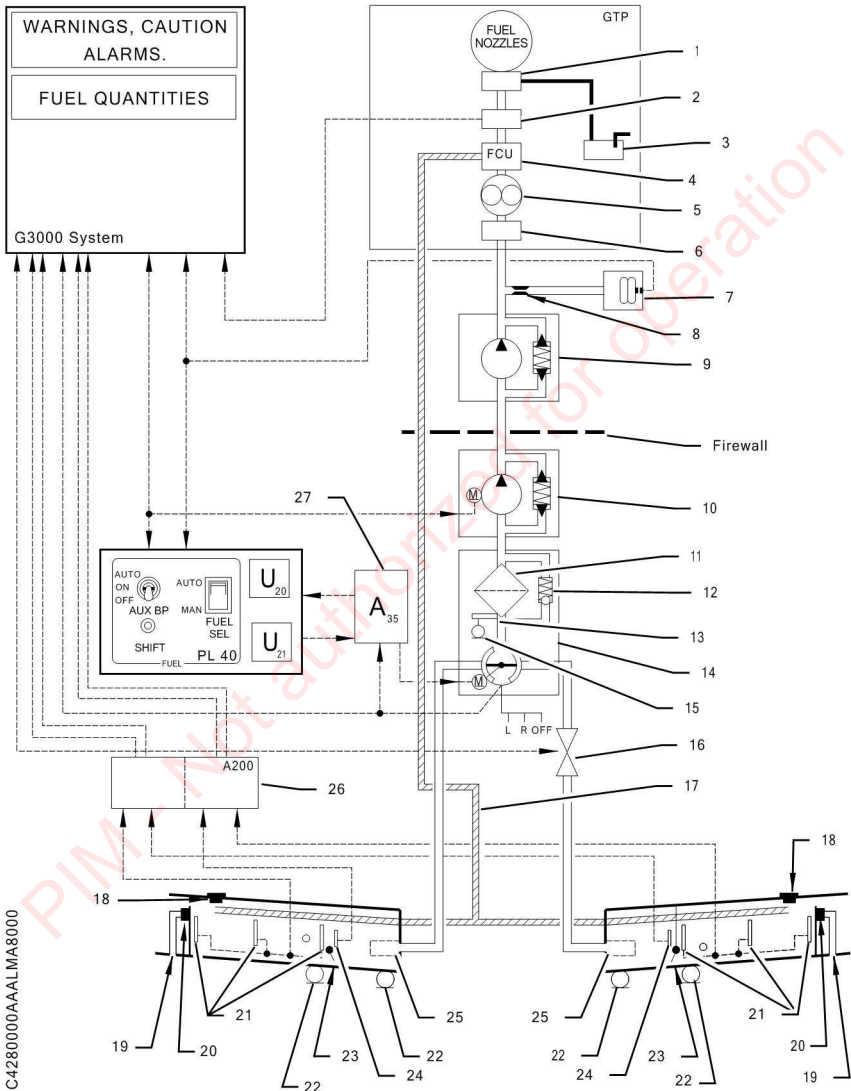 WARNINGS, CAUTION
ALARMS.
FUEL QUANTITIES
G3000 System
GTP
FUEL
NOZZLES
1
2
3
FCU
4
5
6
7
8
9
Firewall
10
27
11
12
13
14
15
AUTO
ON
OFF
AUX BP
SHIFT
AUTO
MAN
FUEL
SEL
FUEL
PL 40
U20
U21
A35
M
M
L R OFF
16
A200
26
17
18
18
19
20
21
22
23
24
22
25
25
22
24
23
22
21
20
19
C4280000AAALMA8000
PIM - Not authorized for operation